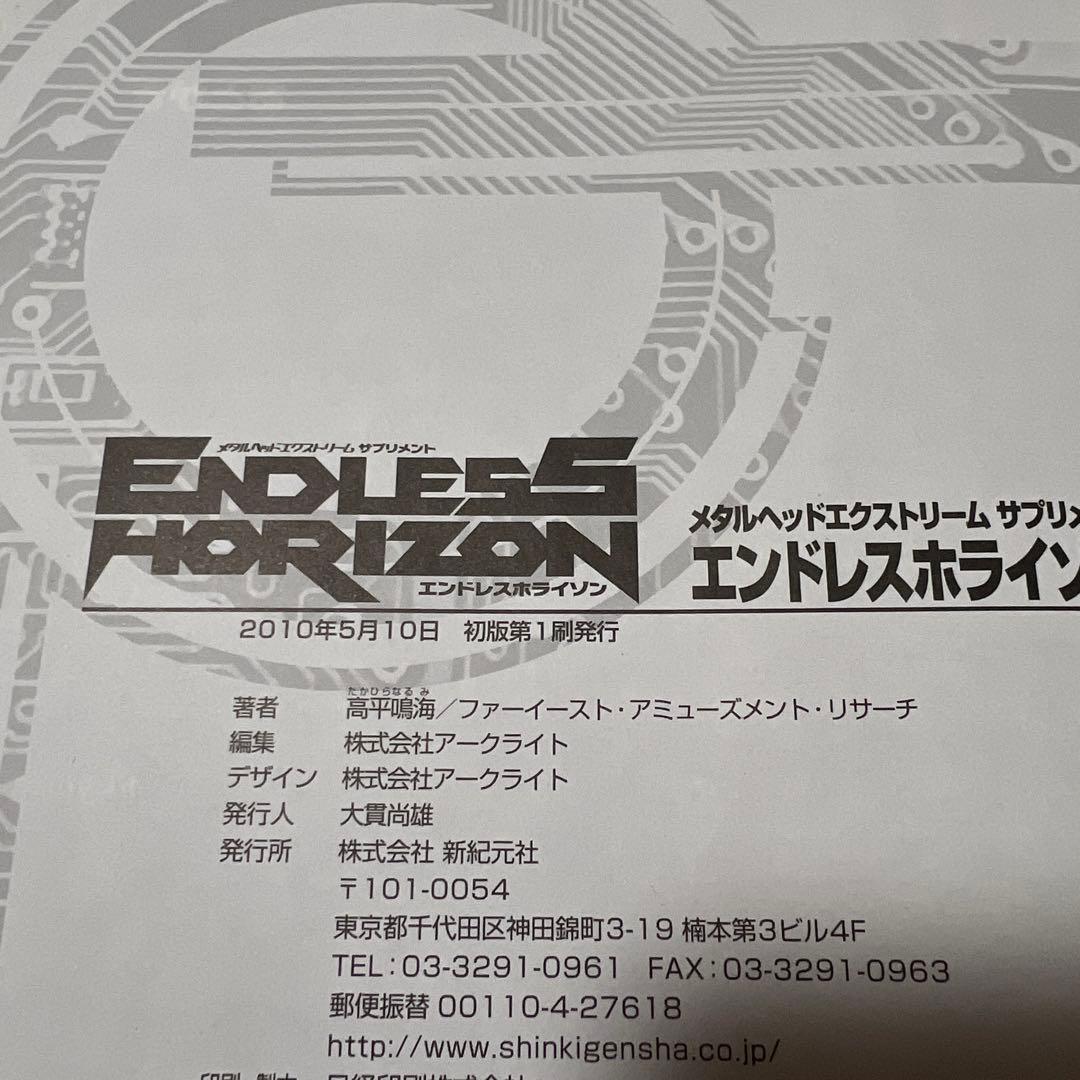 メタルヘッドエクストリーム サプリメント
ENDLESS
HORIZON
エンドレスホライゾン
メタルヘッドエクストリーム サプリメ
エンドレスホライゾ
2010年5月10日 初版第1刷発行
たかひらなるみ
著者 高平鳴海/ファーイースト・アミューズメント・リサーチ
編集 株式会社アークライト
デザイン 株式会社アークライト
発行人 大貫尚雄
発行所 株式会社 新紀元社
〒101-0054
東京都千代田区神田錦町3-19 楠本第3ビル4F
TEL:03-3291-0961 FAX:03-3291-0963
郵便振替 00110-4-27618
http://www.shinkigensha.co.jp/